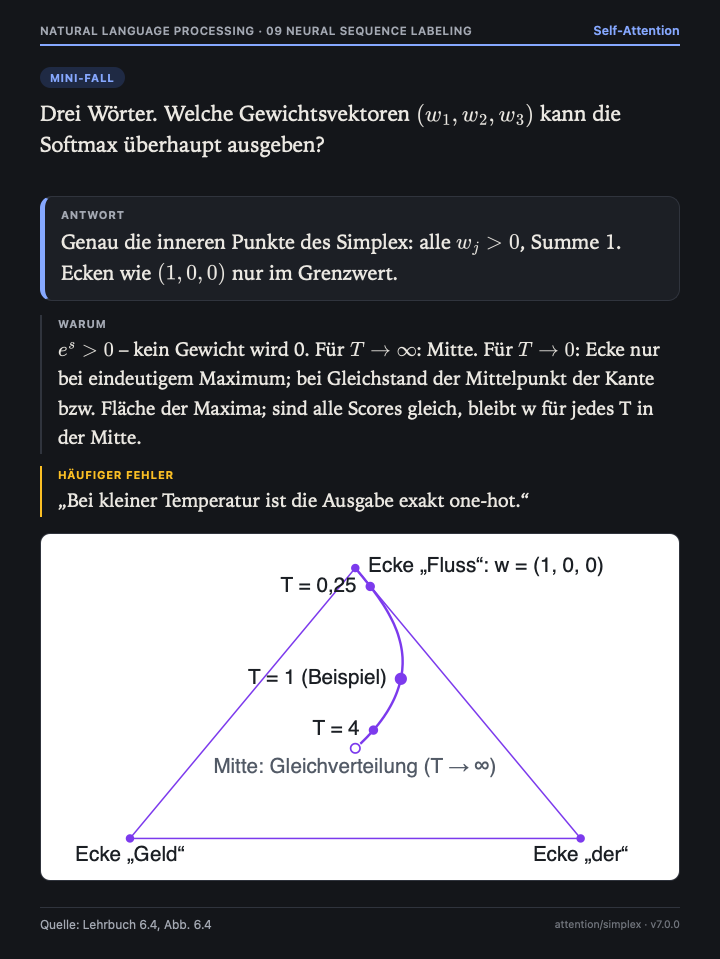 NATURAL LANGUAGE PROCESSING · 09 NEURAL SEQUENCE LABELING
Self-Attention
MINI-FALL
Drei Wörter. Welche Gewichtsvektoren (w₁, w₂, w₃) kann die
Softmax überhaupt ausgeben?
ANTWORT
Genau die inneren Punkte des Simplex: alle wⱼ > 0, Summe 1.
Ecken wie (1, 0, 0) nur im Grenzwert.
WARUM
eˢ > 0 – kein Gewicht wird 0. Für T → ∞: Mitte. Für T → 0: Ecke nur
bei eindeutigem Maximum; bei Gleichstand der Mittelpunkt der Kante
bzw. Fläche der Maxima; sind alle Scores gleich, bleibt w für jedes T in
der Mitte.
HÄUFIGER FEHLER
„Bei kleiner Temperatur ist die Ausgabe exakt one-hot.“
Ecke „Fluss“: w = (1, 0, 0)
T = 0,25
T = 1 (Beispiel)
T = 4
Mitte: Gleichverteilung (T → ∞)
Ecke „Geld“
Ecke „der“
Quelle: Lehrbuch 6.4, Abb. 6.4
attention/simplex · v7.0.0